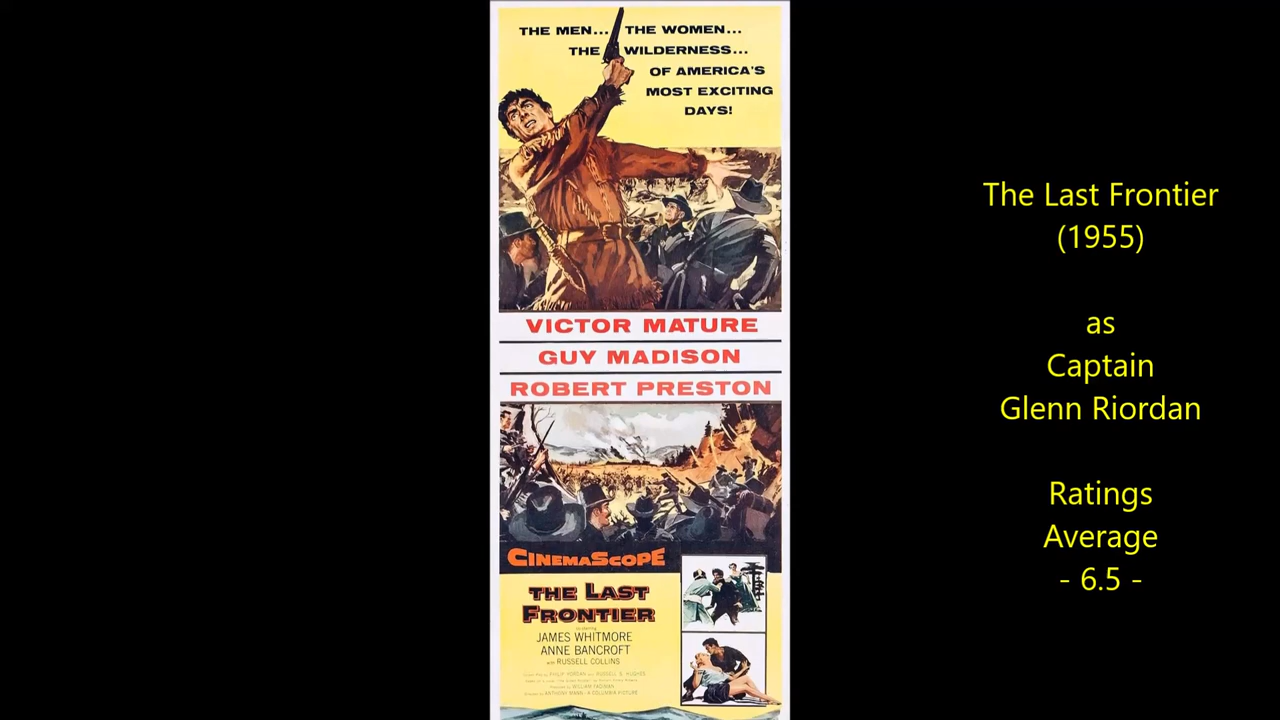 THE MEN... THE WOMEN...
THE WILDERNESS...
OF AMERICA'S
MOST EXCITING
DAYS!
VICTOR MATURE
GUY MADISON
ROBERT PRESTON
CINEMASCOPE
THE LAST
FRONTIER
JAMES WHITMORE
ANNE BANCROFT
with RUSSELL COLLINS
The Last Frontier
(1955)
as
Captain
Glenn Riordan
Ratings
Average
- 6.5 -